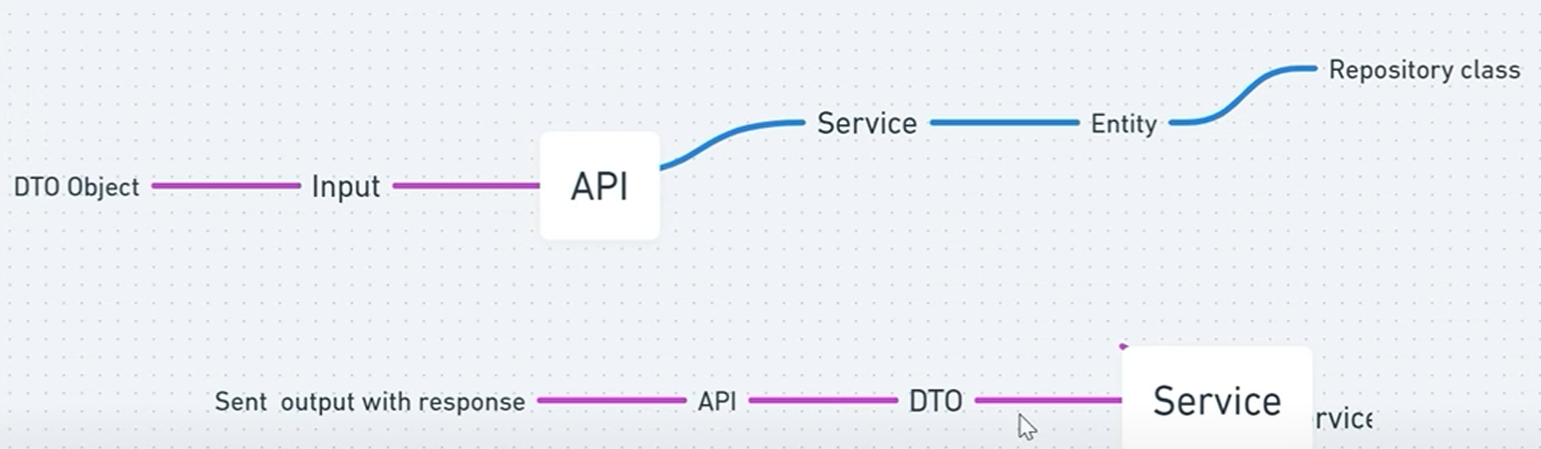 Repository class
Service
Entity
DTO Object
Input
API
Sent output with response
API
DTO
Service